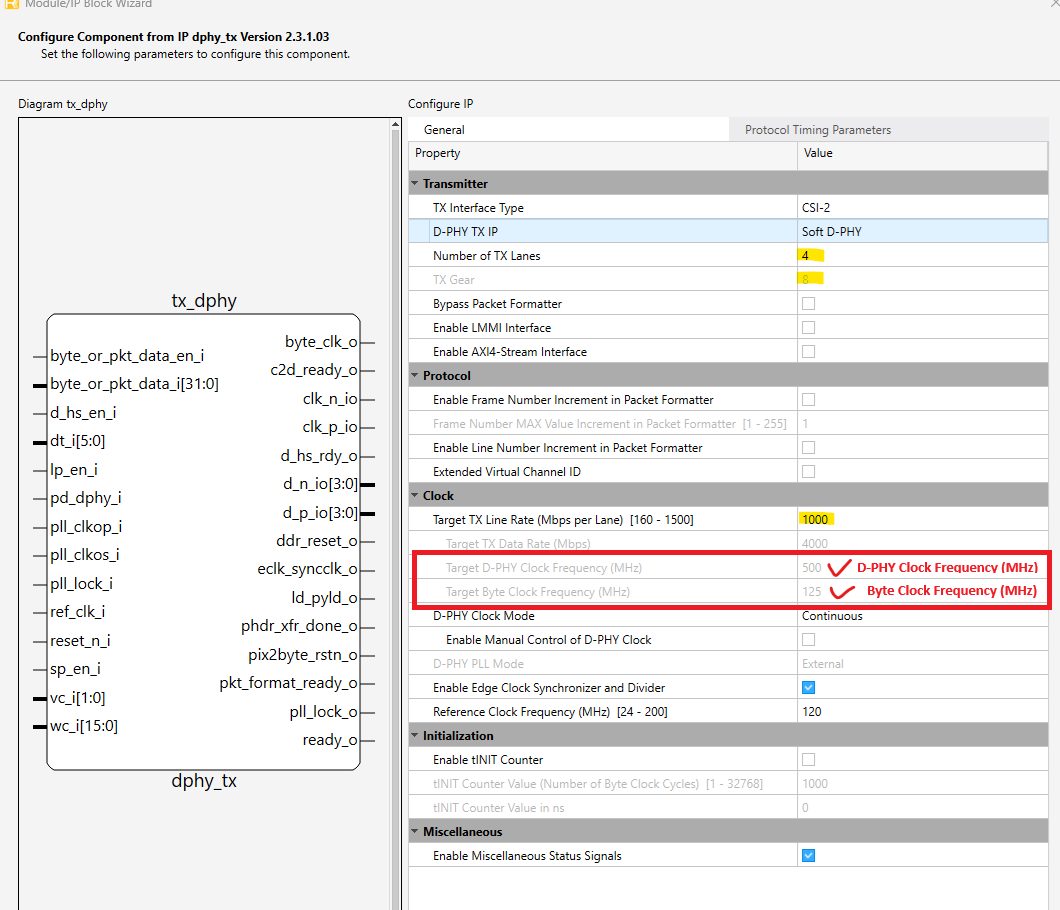 Module/IP Block Wizard
Configure Component from IP dphy_tx Version 2.3.1.03
Set the following parameters to configure this component.
Diagram tx_dphy
tx_dphy
byte_or_pkt_data_en_i
byte_or_pkt_data_i[31:0]
d_hs_en_i
dt_i[5:0]
lp_en_i
pd_dphy_i
pll_clkop_i
pll_clkos_i
pll_lock_i
ref_clk_i
reset_n_i
sp_en_i
vc_i[1:0]
wc_i[15:0]
byte_clk_o
c2d_ready_o
clk_n_io
clk_p_io
d_hs_rdy_o
d_n_io[3:0]
d_p_io[3:0]
ddr_reset_o
eclk_syncclk_o
ld_pyld_o
phdr_xfr_done_o
pix2byte_rstn_o
pkt_format_ready_o
pll_lock_o
ready_o
dphy_tx
Configure IP
General Protocol Timing Parameters
Property Value
Transmitter
TX Interface Type CSI-2
D-PHY TX IP Soft D-PHY
Number of TX Lanes 4
TX Gear 8
Bypass Packet Formatter
Enable LMMI Interface
Enable AXI4-Stream Interface
Protocol
Enable Frame Number Increment in Packet Formatter
Frame Number MAX Value Increment in Packet Formatter [1 - 255] 1
Enable Line Number Increment in Packet Formatter
Extended Virtual Channel ID
Clock
Target TX Line Rate (Mbps per Lane) [160 - 1500] 1000
Target TX Data Rate (Mbps) 4000
Target D-PHY Clock Frequency (MHz) 500 D-PHY Clock Frequency (MHz)
Target Byte Clock Frequency (MHz) 125 Byte Clock Frequency (MHz)
D-PHY Clock Mode Continuous
Enable Manual Control of D-PHY Clock
D-PHY PLL Mode External
Enable Edge Clock Synchronizer and Divider
Reference Clock Frequency (MHz) [24 - 200] 120
Initialization
Enable tINIT Counter
tINIT Counter Value (Number of Byte Clock Cycles) [1 - 32768] 1000
tINIT Counter Value in ns 0
Miscellaneous
Enable Miscellaneous Status Signals